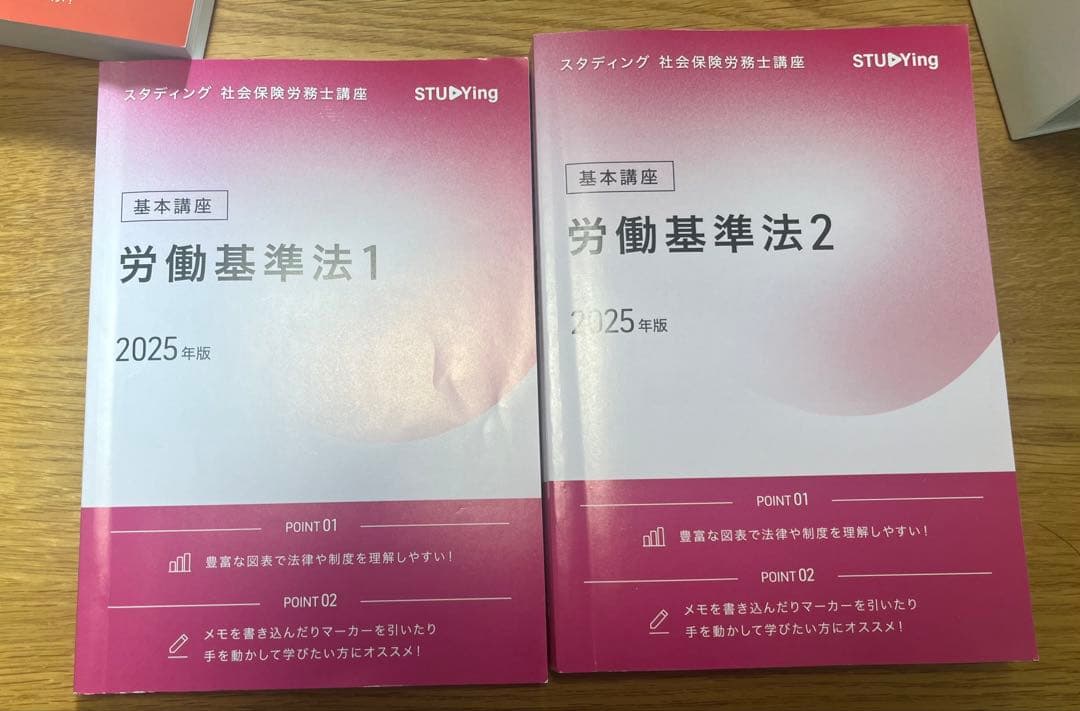 スタディング 社会保険労務士講座
STUDYing
基本講座
労働基準法1
2025年版
POINT 01
豊富な図表で法律や制度を理解しやすい!
POINT 02
メモを書き込んだりマーカーを引いたり
手を動かして学びたい方にオススメ!
スタディング 社会保険労務士講座
STUDYing
基本講座
労働基準法2
2025年版
POINT 01
豊富な図表で法律や制度を理解しやすい!
POINT 02
メモを書き込んだりマーカーを引いたり
手を動かして学びたい方にオススメ!